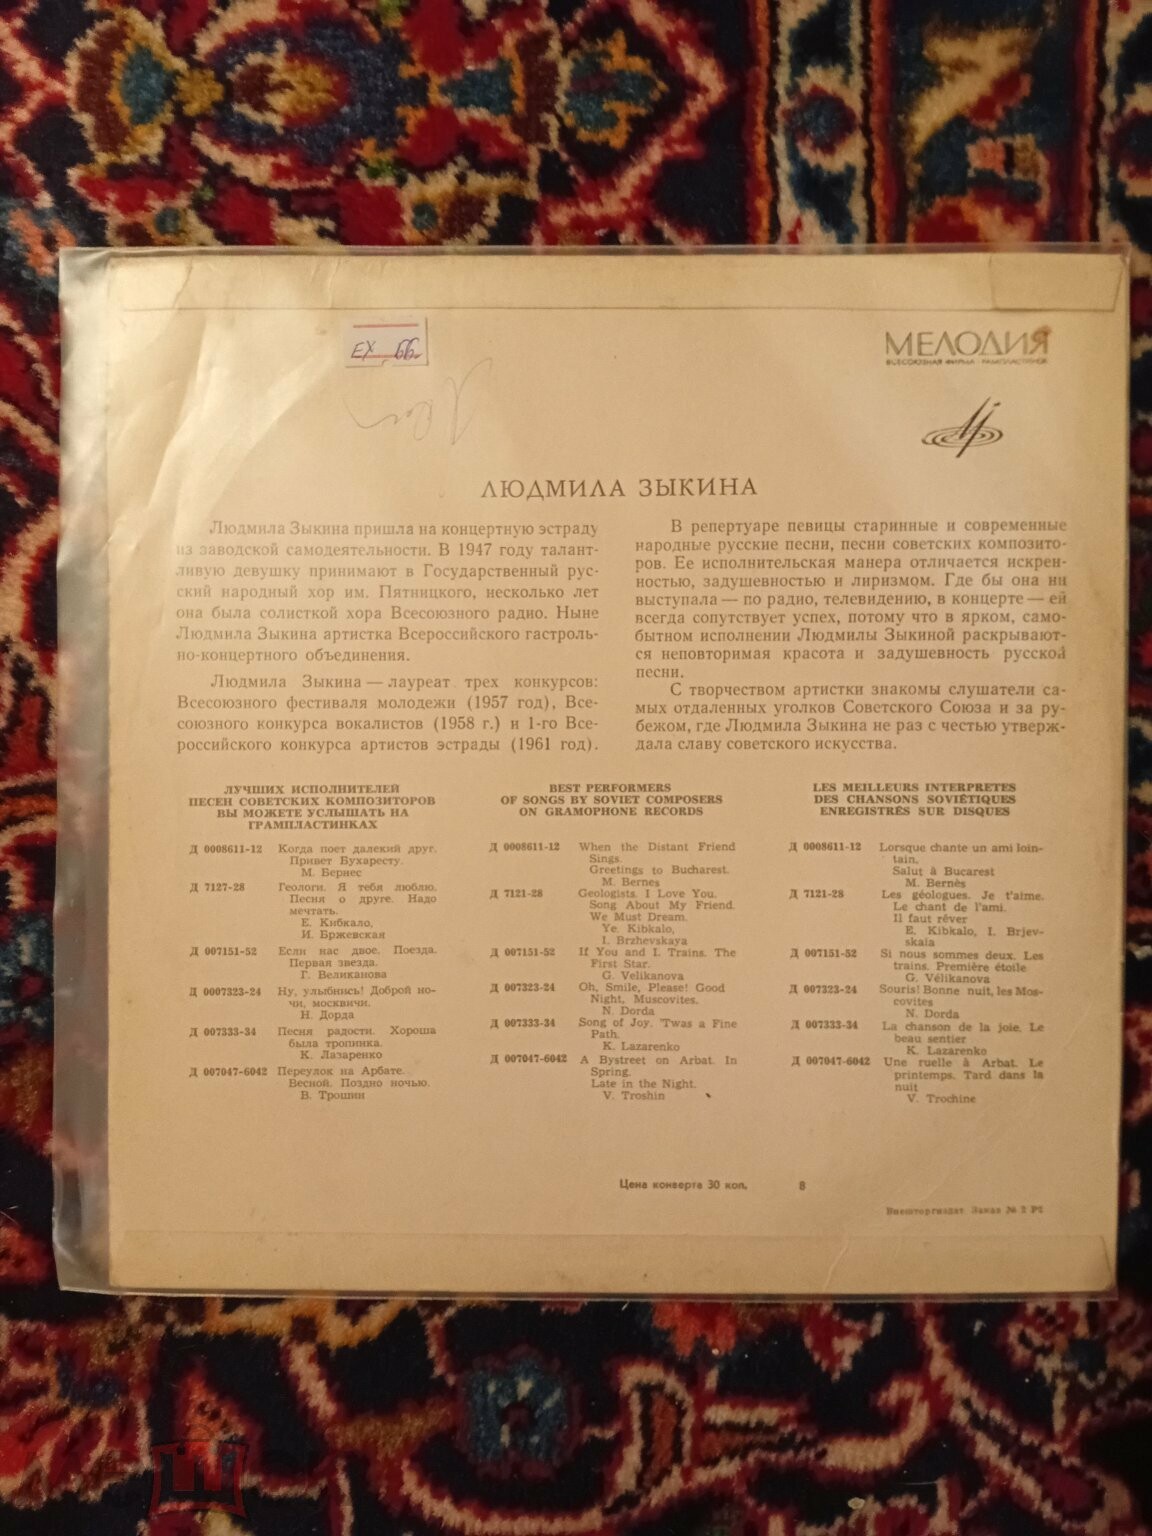 EX 66
МЕЛОДИЯ
ВСЕСОЮЗНАЯ ФИРМА ГРАМПЛАСТИНОК
ЛЮДМИЛА ЗЫКИНА
Людмила Зыкина пришла на концертную эстраду
из заводской самодеятельности. В 1947 году талант-
ливую девушку принимают в Государственный рус-
ский народный хор им. Пятницкого, несколько лет
она была солисткой хора Всесоюзного радио. Ныне
Людмила Зыкина артистка Всероссийского гастроль-
но-концертного объединения.
Людмила Зыкина — лауреат трех конкурсов:
Всесоюзного фестиваля молодежи (1957 год), Все-
союзного конкурса вокалистов (1958 г.) и 1-го Все-
российского конкурса артистов эстрады (1961 год).
В репертуаре певицы старинные и современные
народные русские песни, песни советских композито-
ров. Ее исполнительская манера отличается искрен-
ностью, задушевностью и лиризмом. Где бы она ни
выступала — по радио, телевидению, в концерте — ей
всегда сопутствует успех, потому что в ярком, само-
бытном исполнении Людмилы Зыкиной раскрывают-
ся неповторимая красота и задушевность русской
песни.
С творчеством артистки знакомы слушатели са-
мых отдаленных уголков Советского Союза и за ру-
бежом, где Людмила Зыкина не раз с честью утверж-
дала славу советского искусства.
ЛУЧШИХ ИСПОЛНИТЕЛЕЙ
ПЕСЕН СОВЕТСКИХ КОМПОЗИТОРОВ
ВЫ МОЖЕТЕ УСЛЫШАТЬ НА
ГРАМПЛАСТИНКАХ
Д 0008611-12 Когда поет далекий друг.
Привет Бухаресту.
М. Бернес
Д 7127-28 Геологи. Я тебя люблю.
Песня о друге. Надо
мечтать.
Е. Кибкало,
И. Бржевская
Д 007151-52 Если нас двое. Поезда.
Первая звезда.
Г. Великанова
Д 0007323-24 Ну, улыбнись! Доброй но-
чи, москвичи.
Н. Дорда
Д 007333-34 Песня радости. Хороша
была тропинка.
К. Лазаренко
Д 007047-6042 Переулок на Арбате.
Весной. Поздно ночью.
В. Трошин
BEST PERFORMERS
OF SONGS BY SOVIET COMPOSERS
ON GRAMOPHONE RECORDS
Д 0008611-12 When the Distant Friend
Sings.
Greetings to Bucharest.
M. Bernes
Д 7121-28 Geologists. I Love You.
Song About My Friend.
We Must Dream.
Ye. Kibkalo,
I. Brzhevskaya
Д 007151-52 If You and I. Trains. The
First Star.
G. Velikanova
Д 007323-24 Oh, Smile, Please! Good
Night, Muscovites.
N. Dorda
Д 007333-34 Song of Joy. 'Twas a Fine
Path.
K. Lazarenko
Д 007047-6042 A Bystreet on Arbat. In
Spring.
Late in the Night.
V. Troshin
LES MEILLEURS INTERPRETES
DES CHANSONS SOVIÉTIQUES
ENREGISTRÉS SUR DISQUES
Д 0008611-12 Lorsque chante un ami loin-
tain.
Salut à Bucarest
M. Bernès
Д 7121-28 Les géologues. Je t'aime.
Le chant de l'ami.
Il faut rêver
E. Kibkalo, I. Brjev-
skaia
Д 007151-52 Si nous sommes deux. Les
trains. Première étoile
G. Vélikanova
Д 007323-24 Souris! Bonne nuit, les Mos-
covites
N. Dorda
Д 007333-34 La chanson de la joie. Le
beau sentier
K. Lazarenko
Д 007047-6042 Une ruelle à Arbat. Le
printemps. Tard dans la
nuit
V. Trochine
Цена конверта 30 коп. 8
Внешторгиздат. Заказ № 2 Р2